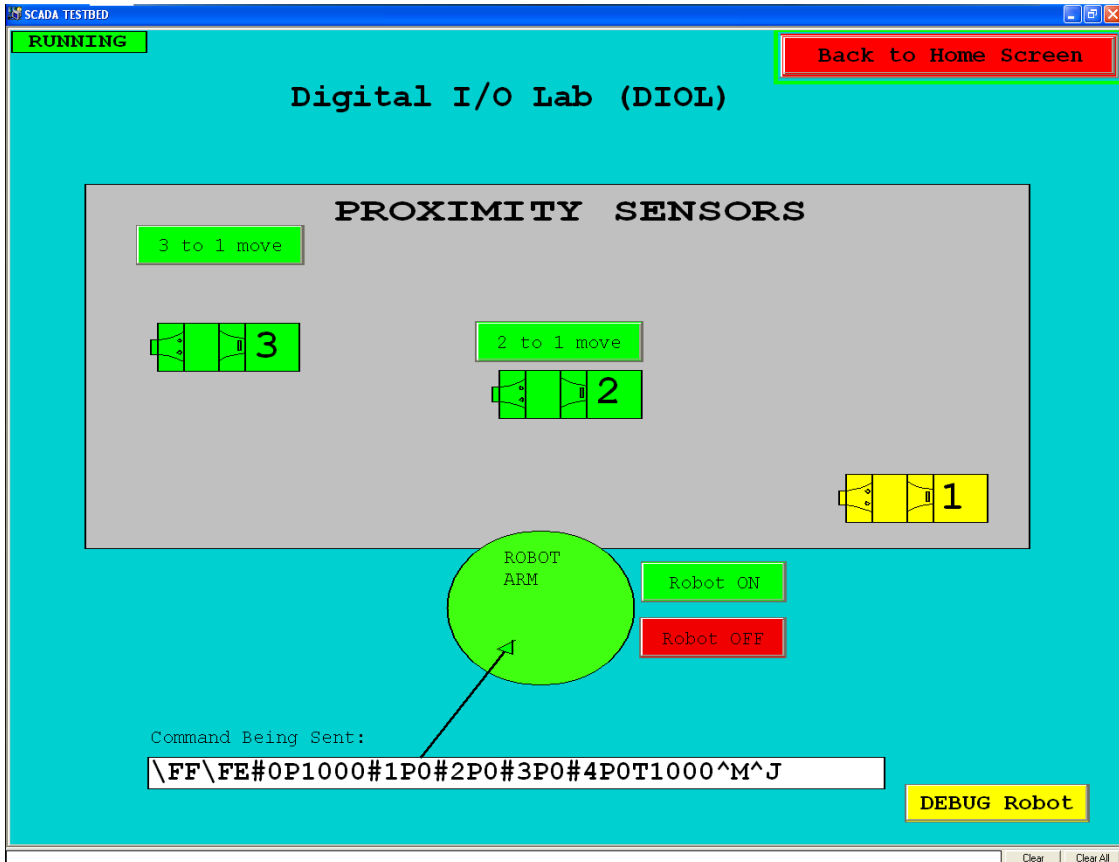 SCADA TESTBED
RUNNING
Back to Home Screen
Digital I/O Lab (DIOL)
PROXIMITY SENSORS
3 to 1 move
3
2 to 1 move
2
1
ROBOT
ARM
Robot ON
Robot OFF
Command Being Sent:
\FF\FE#0P1000#1P0#2P0#3P0#4P0T1000^M^J
DEBUG Robot
Clear
Clear All